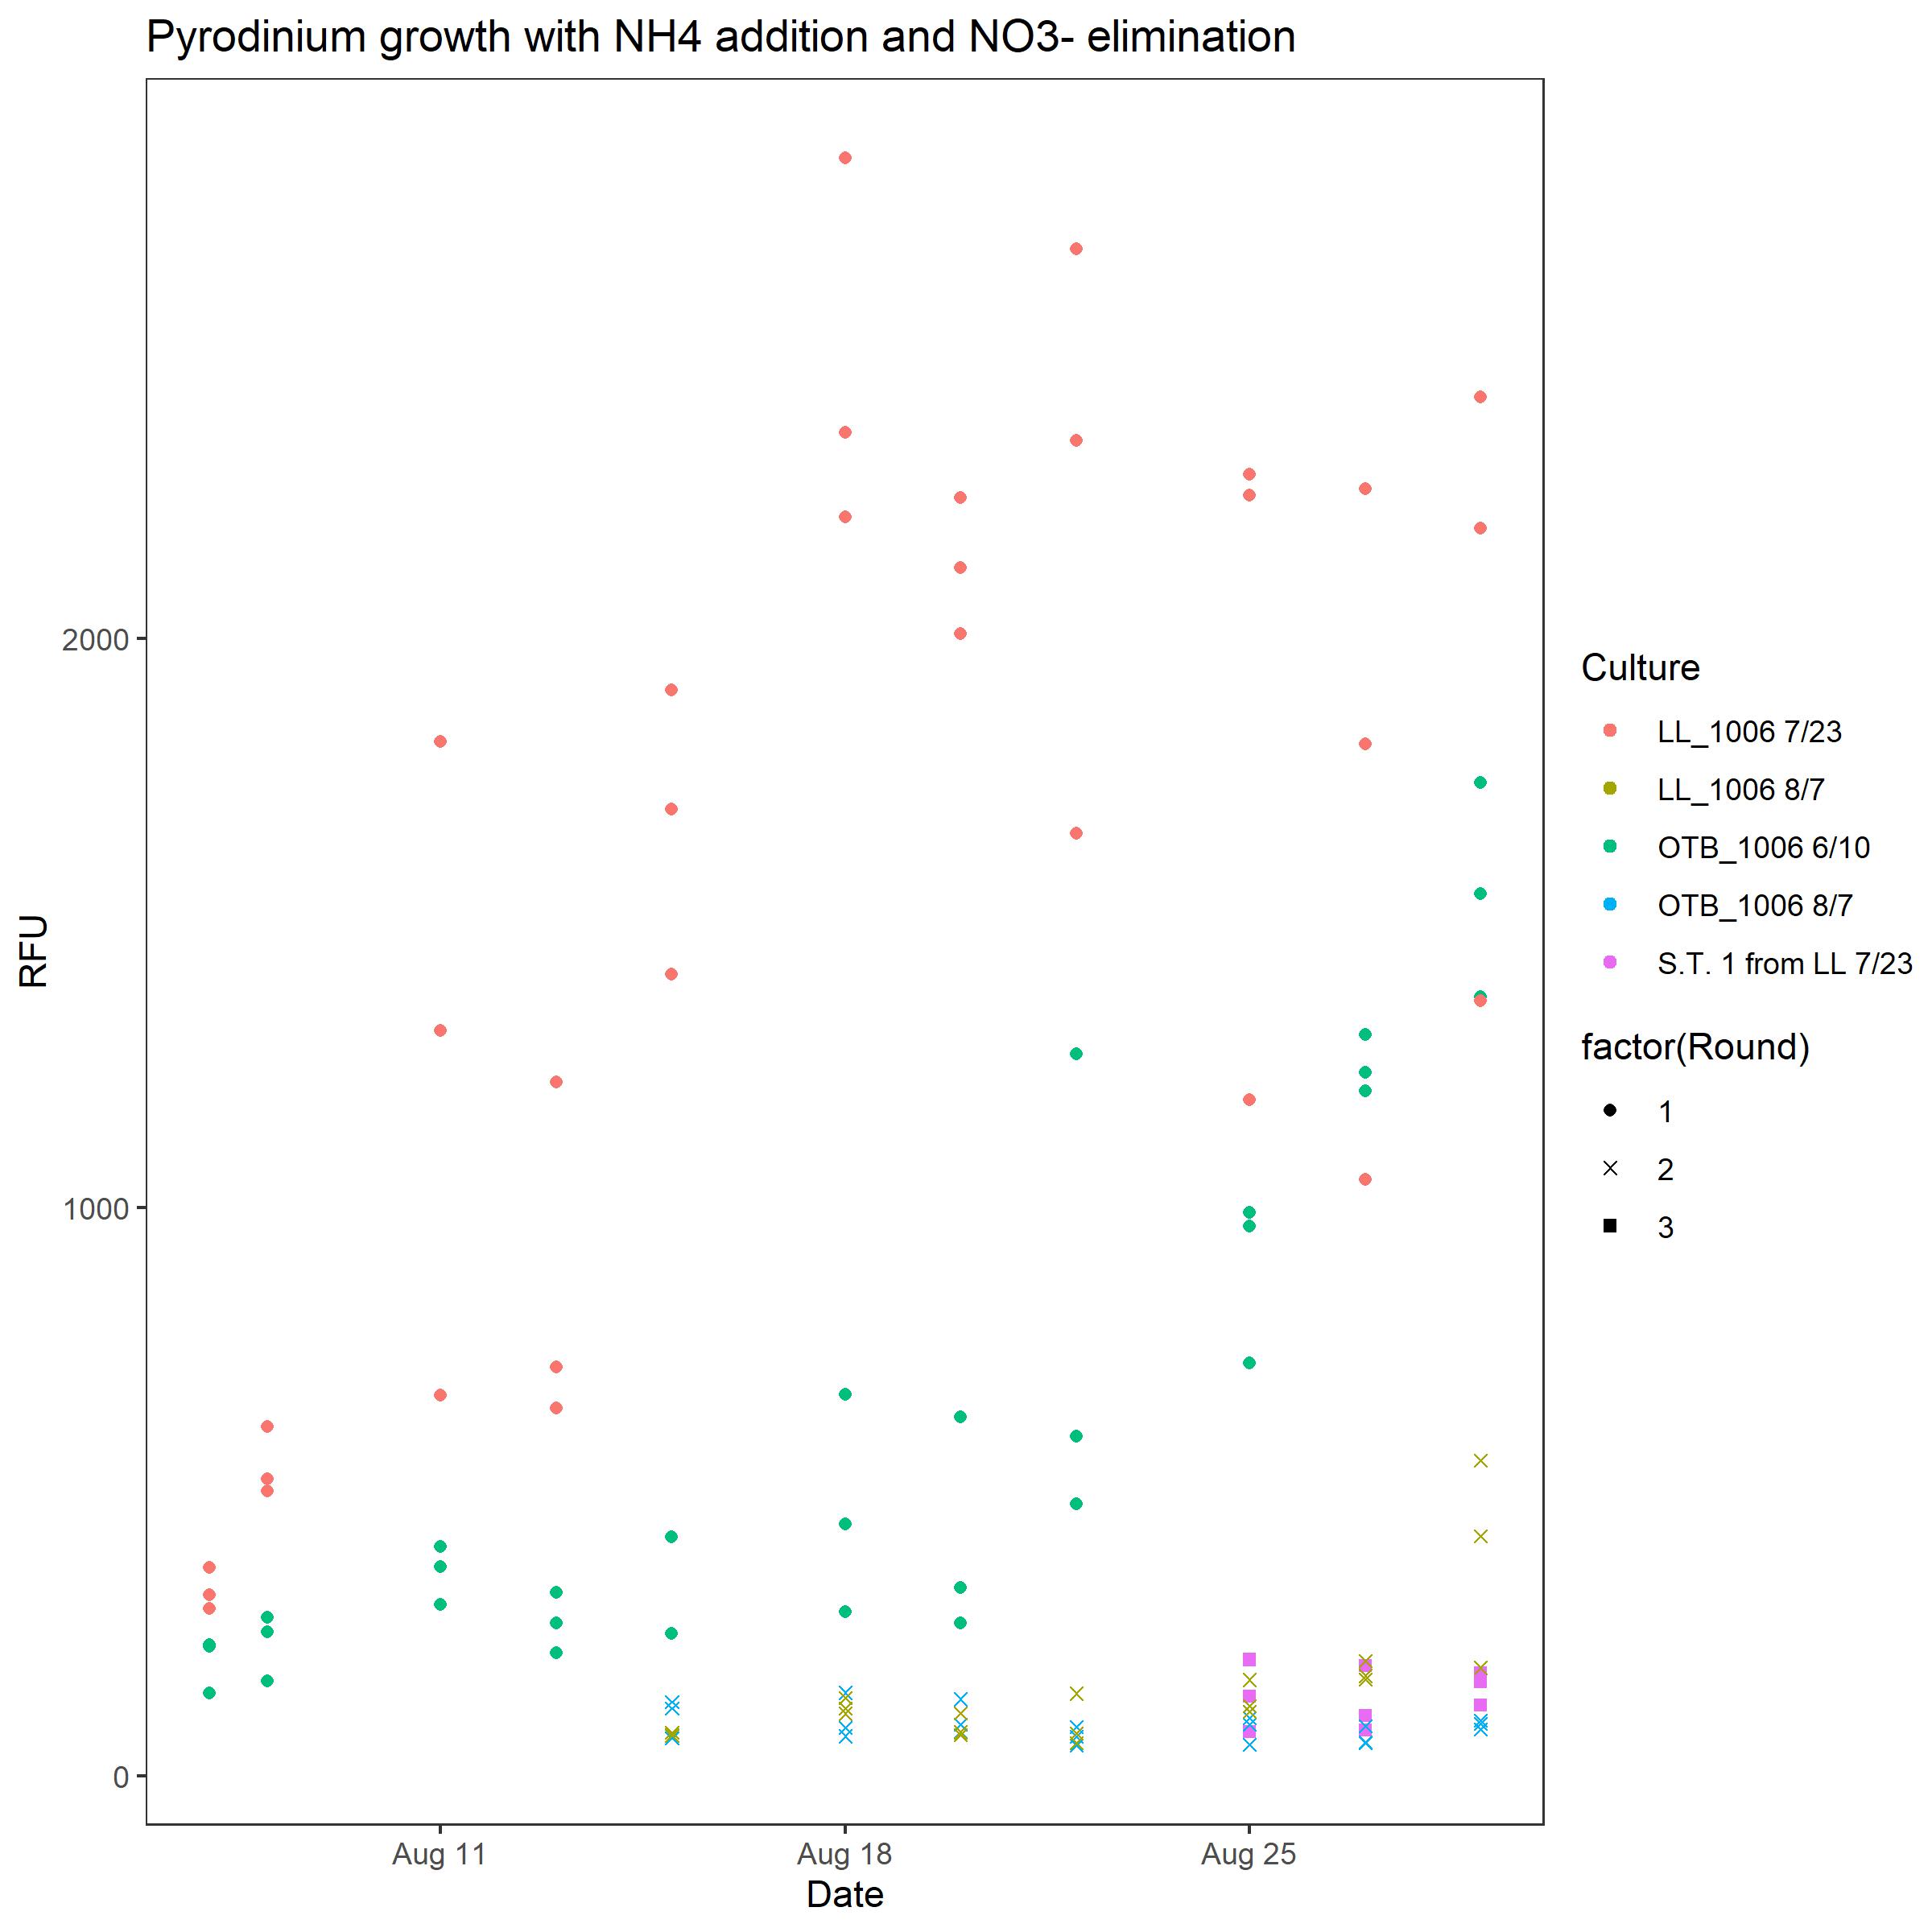 Pyrodinium growth with NH4 addition and NO3- elimination
RFU
2000
1000
0
Aug 11
Aug 18
Aug 25
Date
Culture
LL_1006 7/23
LL_1006 8/7
OTB_1006 6/10
OTB_1006 8/7
S.T. 1 from LL 7/23
factor(Round)
1
2
3